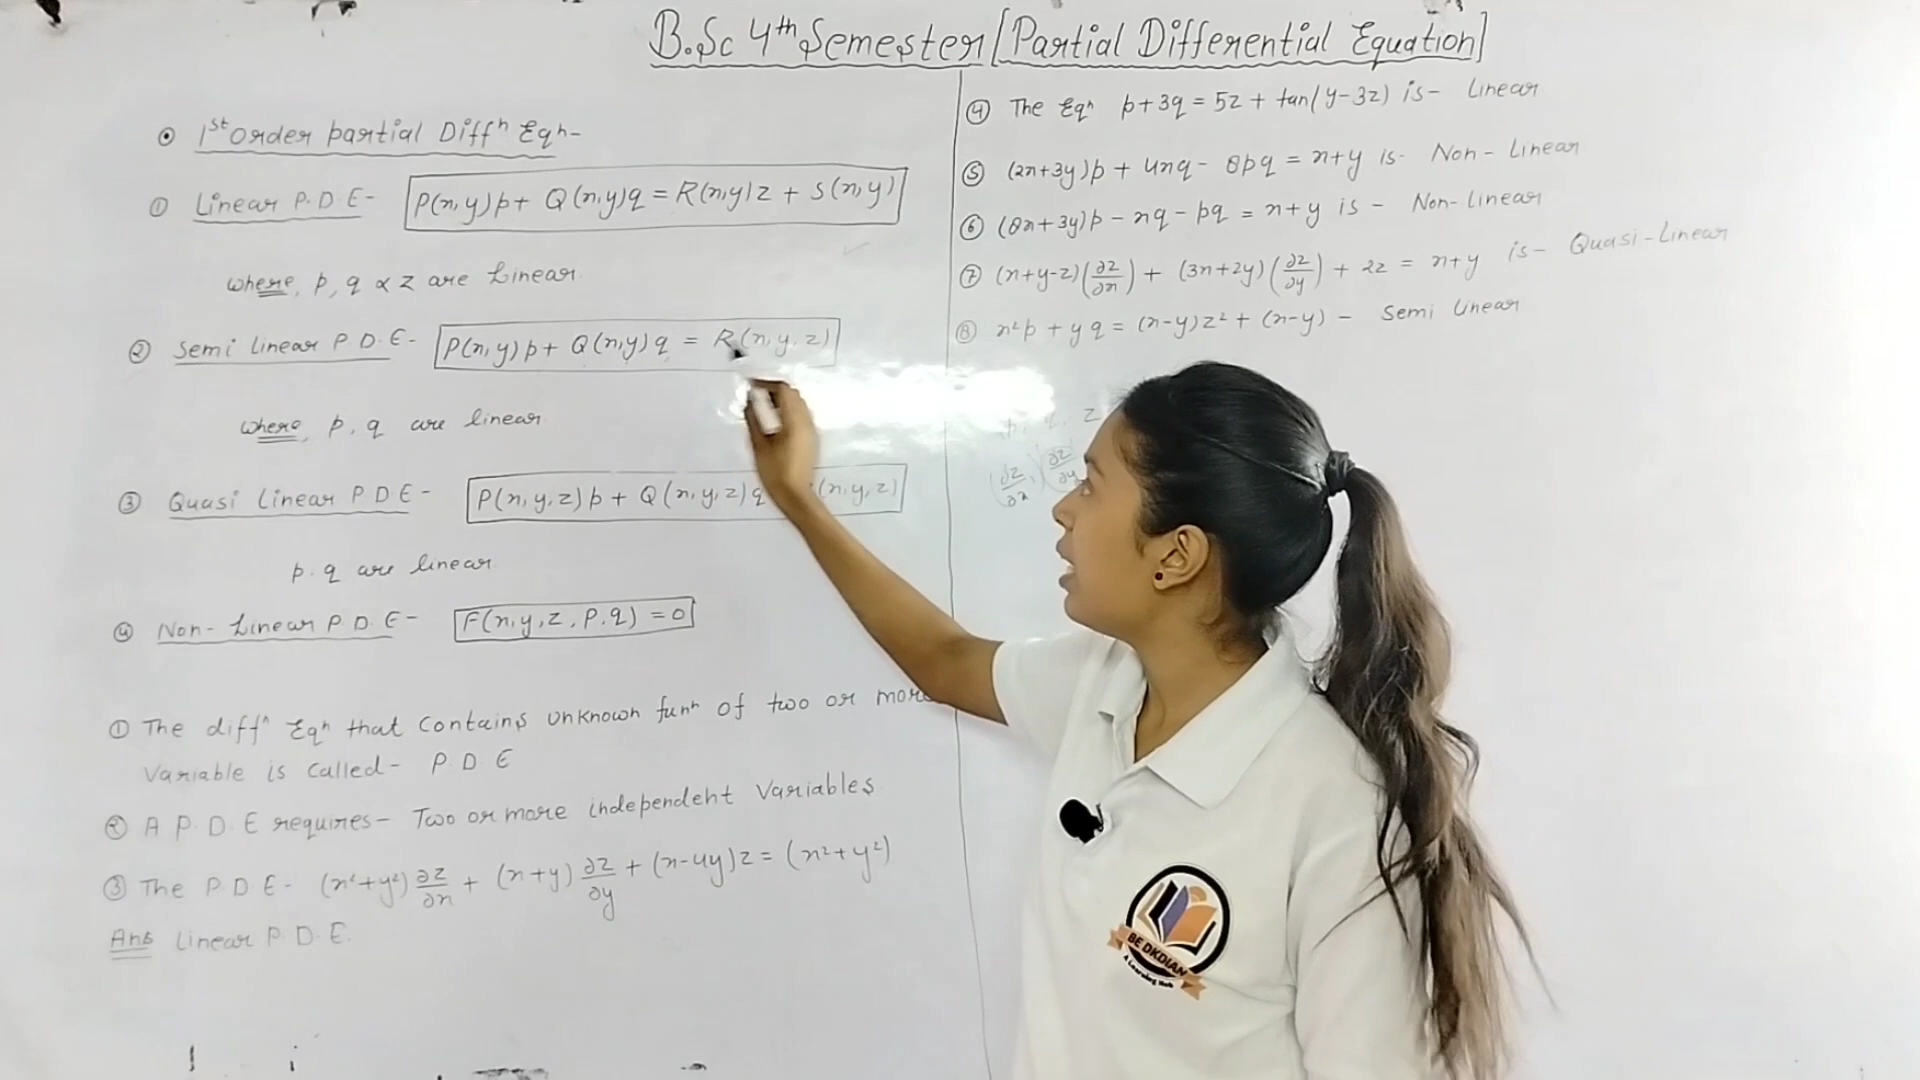 B.Sc 4th Semester [Partial Differential Equation]
⊙ 1st Order partial Diffn Eqn-
① Linear P.D.E- P(x,y)p + Q(x,y)q = R(x,y)z + S(x,y)
where, p, q & z are Linear.
② Semi linear P.D.E- P(x,y)p + Q(x,y)q = R(x,y,z)
where, p, q are linear
③ Quasi Linear P.D.E- P(x,y,z)p + Q(x,y,z)q (x,y,z)
p.q are linear
④ Non-Linear P.D.E- F(x,y,z,P,q) = 0
① The diffn Eqn that Contains Unknown funn of two or more
Variable is Called- P.D.E
② A P.D.E requires- Two or more independent Variables
③ The P.D.E- (x²+y²) ∂z/∂x + (x+y) ∂z/∂y + (x-4y)z = (x²+y²)
Ans Linear P.D.E.
④ The Eqn p+3q = 5z + tan(y-3z) is- Linear
⑤ (2x+3y)p + 4xq - 8pq = x+y is- Non-Linear
⑥ (8x+3y)p - xq - pq = x+y is- Non-linear
⑦ (x+y-z)(∂z/∂x) + (3x+2y)(∂z/∂y) + 2z = x+y is- Quasi-Linear
⑧ x²p + yq = (x-y)z² + (x-y) - Semi Linear
z
(∂z/∂x, )(∂z/∂y
BE DKDIAN
A Learning Hub